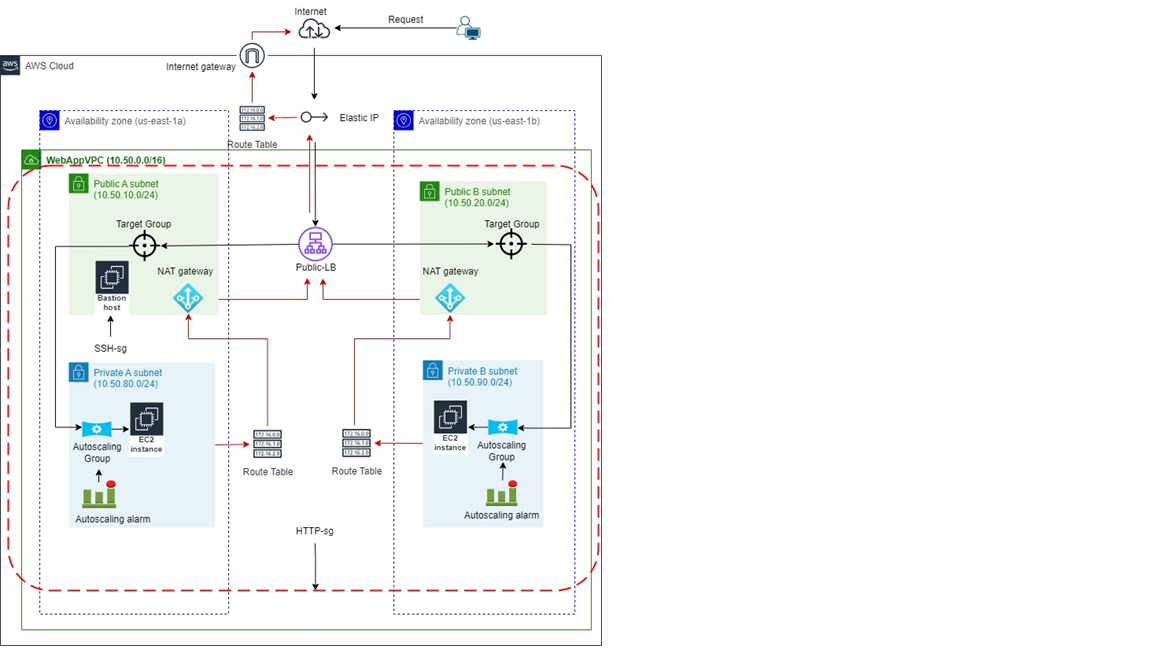 Internet
Request
aws
AWS Cloud
Internet gateway
172.16.0.0
172.16.1.0
172.16.2.0
Elastic IP
Availability zone (us-east-1a)
Availability zone (us-east-1b)
Route Table
WebAppVPC (10.50.0.0/16)
Public A subnet
(10.50.10.0/24)
Public B subnet
(10.50.20.0/24)
Target Group
Target Group
Public-LB
NAT gateway
NAT gateway
Bastion
host
SSH-sg
Private A subnet
(10.50.80.0/24)
Private B subnet
(10.50.90.0/24)
EC2
instance
Autoscaling
Group
172.16.0.0
172.16.1.0
172.16.2.0
Route Table
172.16.0.0
172.16.1.0
172.16.2.0
Route Table
EC2
instance
Autoscaling
Group
Autoscaling alarm
Autoscaling alarm
HTTP-sg